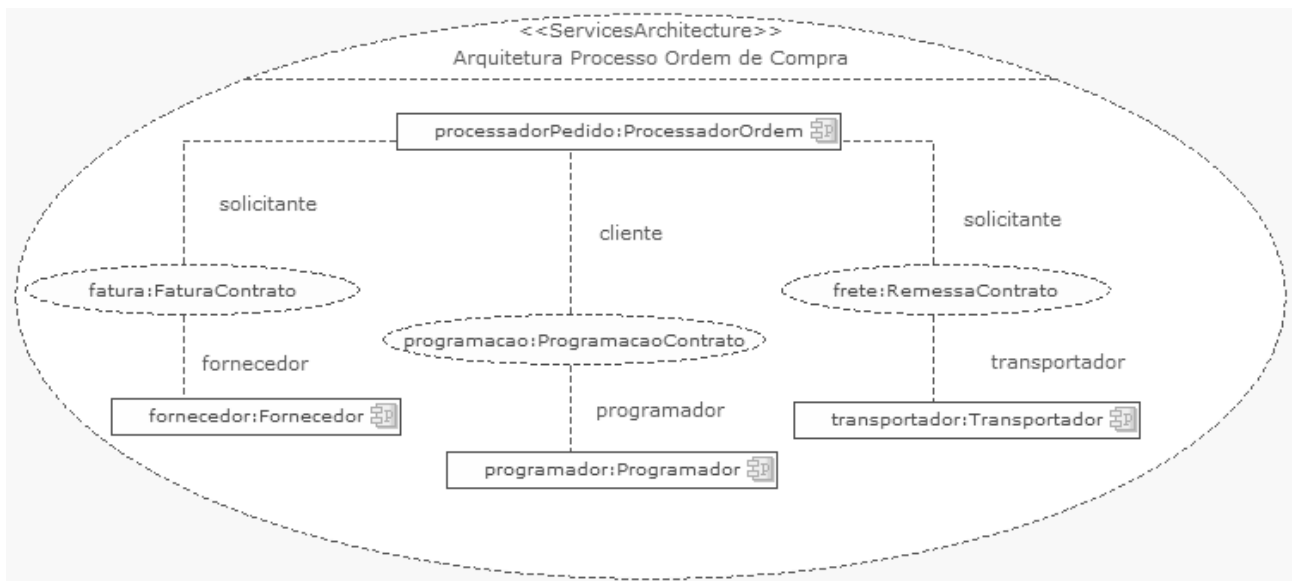 <<ServicesArchitecture>>
Arquitetura Processo Ordem de Compra
processadorPedido:ProcessadorOrdem
solicitante
cliente
solicitante
fatura:FaturaContrato
programacao:ProgramacaoContrato
frete:RemessaContrato
fornecedor
programador
transportador
fornecedor:Fornecedor
programador:Programador
transportador:Transportador